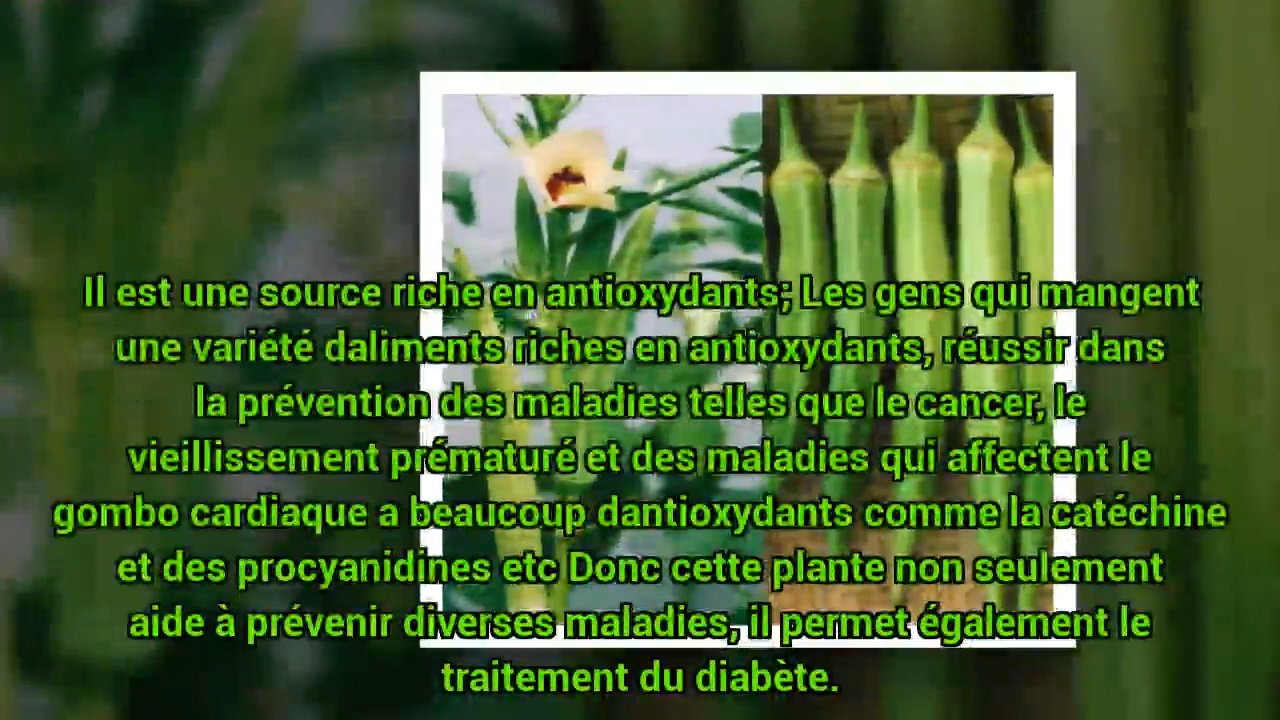 Il est une source riche en antioxydants; Les gens qui mangent
une variété daliments riches en antioxydants, réussir dans
la prévention des maladies telles que le cancer, le
vieillissement prématuré et des maladies qui affectent le
gombo cardiaque a beaucoup dantioxydants comme la catéchine
et des procyanidines etc Donc cette plante non seulement
aide à prévenir diverses maladies, il permet également le
traitement du diabète.